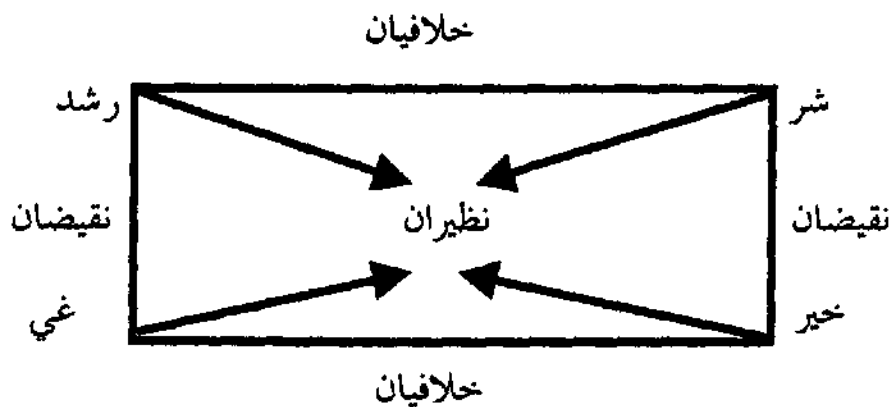 خلافيان
شر
رشد
نقيضان
نظيران
نقيضان
خير
غي
خلافيان